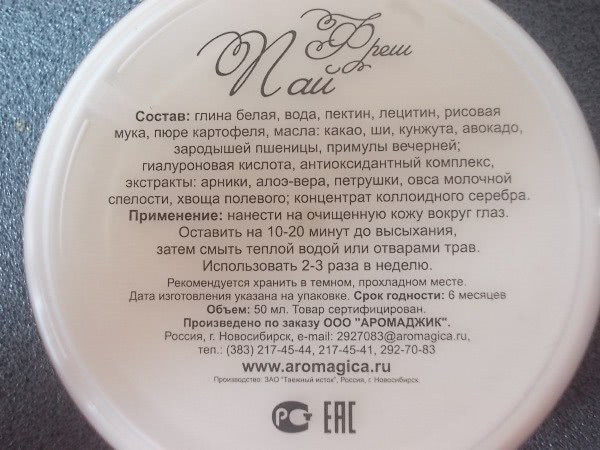 Фреш
Пай
Состав: глина белая, вода, пектин, лецитин, рисовая
мука, пюре картофеля, масла: какао, ши, кунжута, авокадо,
зародышей пшеницы, примулы вечерней;
гиалуроновая кислота, антиоксидантный комплекс,
экстракты: арники, алоэ-вера, петрушки, овса молочной
спелости, хвоща полевого; концентрат коллоидного серебра.
Применение: нанести на очищенную кожу вокруг глаз.
Оставить на 10-20 минут до высыхания,
затем смыть теплой водой или отварами трав.
Использовать 2-3 раза в неделю.
Рекомендуется хранить в темном, прохладном месте.
Дата изготовления указана на упаковке. Срок годности: 6 месяцев
Объем: 50 мл. Товар сертифицирован.
Произведено по заказу ООО "АРОМАДЖИК".
Россия, г. Новосибирск, e-mail: 2927083@aromagica.ru,
тел.: (383) 217-45-44, 217-45-41, 292-70-83
www.aromagica.ru
Производство: ЗАО "Таежный исток", Россия, г. Новосибирск.
РСТ ЕАС